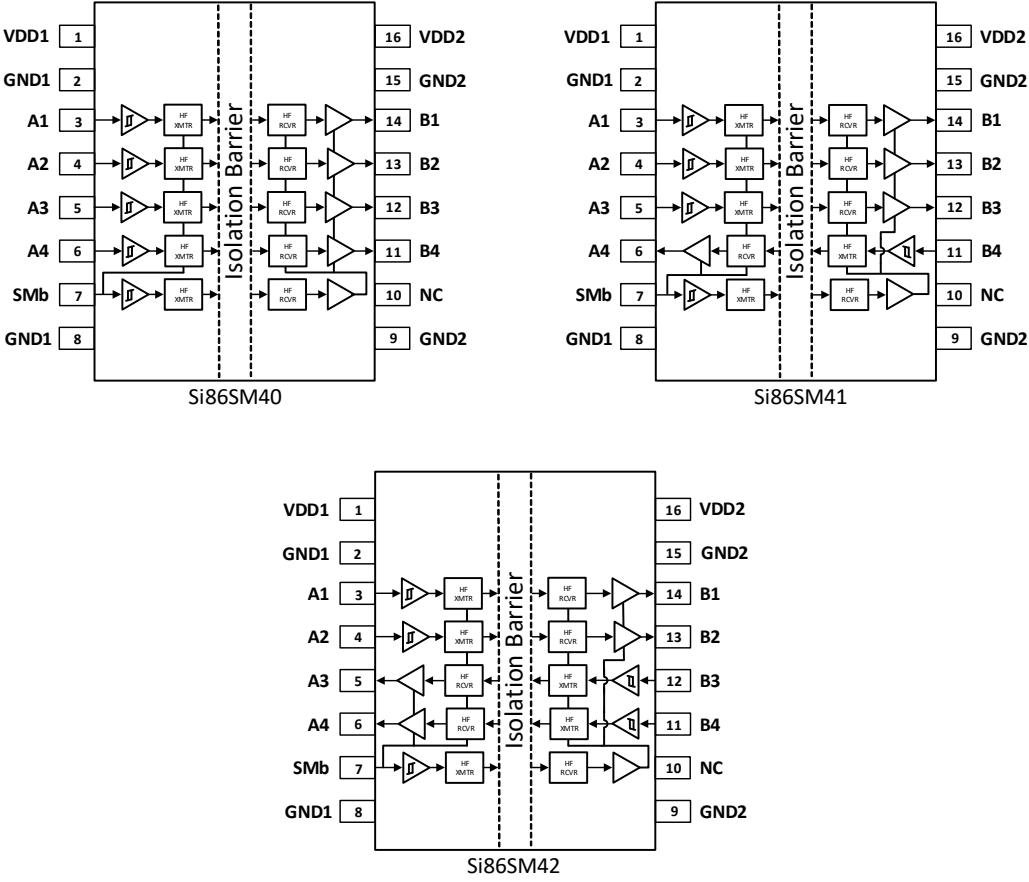 VDD1 1 16 VDD2
GND1 2 15 GND2
A1 3 HF XMTR HF RCVR 14 B1
A2 4 HF XMTR HF RCVR 13 B2
A3 5 HF XMTR HF RCVR 12 B3
A4 6 HF XMTR HF RCVR 11 B4
SMb 7 HF XMTR HF RCVR 10 NC
GND1 8 9 GND2
Isolation Barrier
Si86SM40
VDD1 1 16 VDD2
GND1 2 15 GND2
A1 3 HF XMTR HF RCVR 14 B1
A2 4 HF XMTR HF RCVR 13 B2
A3 5 HF XMTR HF RCVR 12 B3
A4 6 HF RCVR HF XMTR 11 B4
SMb 7 HF XMTR HF RCVR 10 NC
GND1 8 9 GND2
Isolation Barrier
Si86SM41
VDD1 1 16 VDD2
GND1 2 15 GND2
A1 3 HF XMTR HF RCVR 14 B1
A2 4 HF XMTR HF RCVR 13 B2
A3 5 HF RCVR HF XMTR 12 B3
A4 6 HF RCVR HF XMTR 11 B4
SMb 7 HF XMTR HF RCVR 10 NC
GND1 8 9 GND2
Isolation Barrier
Si86SM42